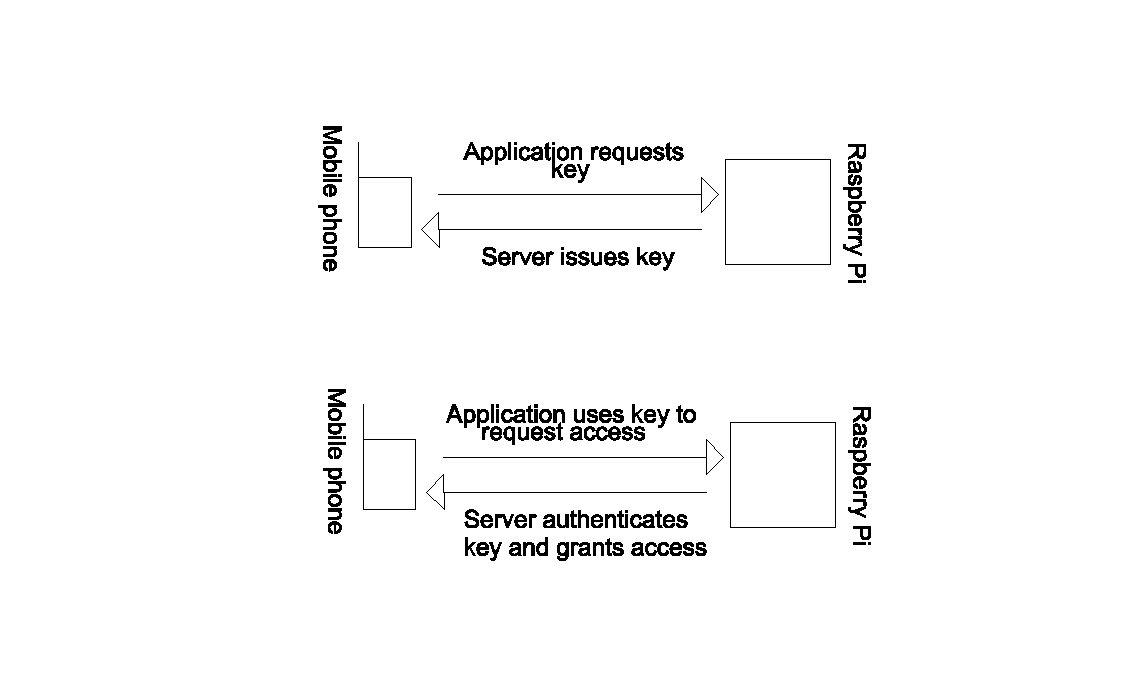 Mobile phone
Application requests
key
Server issues key
Raspberry Pi
Mobile phone
Application uses key to
request access
Server authenticates
key and grants access
Raspberry Pi